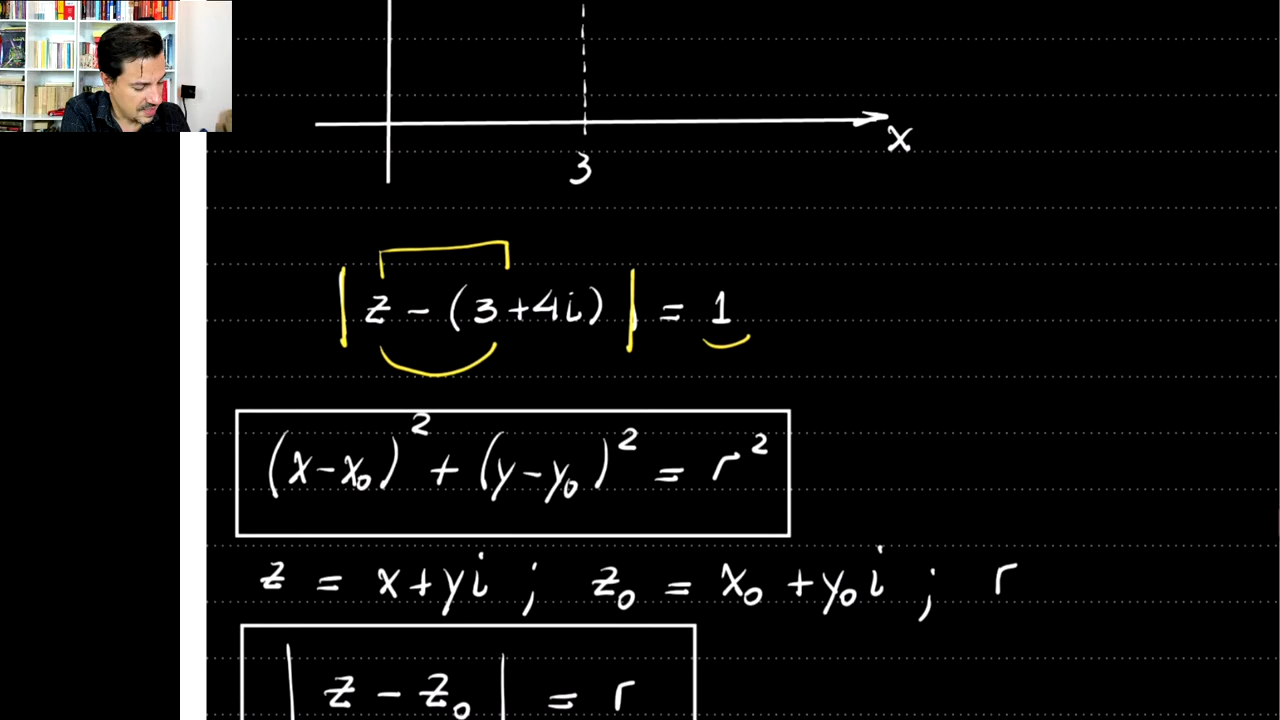 x
3
| z - (3+4i) | = 1
(x-x₀)² + (y-y₀)² = r²
z = x+yi ; z₀ = x₀ + y₀i ; r
| z - z₀ | = r